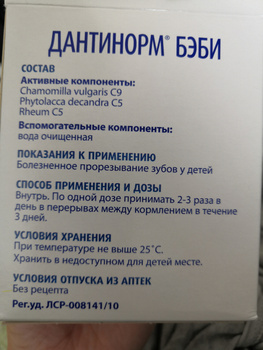 ДАНТИНОРМ® БЭБИ
СОСТАВ
Активные компоненты:
Chamomilla vulgaris C9
Phytolacca decandra C5
Rheum C5
Вспомогательные компоненты:
вода очищенная
ПОКАЗАНИЯ К ПРИМЕНЕНИЮ
Болезненное прорезывание зубов у детей
СПОСОБ ПРИМЕНЕНИЯ И ДОЗЫ
Внутрь. По одной дозе принимать 2-3 раза в
день в перерывах между кормлением в течение
3 дней.
УСЛОВИЯ ХРАНЕНИЯ
При температуре не выше 25°С.
Хранить в недоступном для детей месте.
УСЛОВИЯ ОТПУСКА ИЗ АПТЕК
Без рецепта
Рег.уд. ЛСР-008141/10